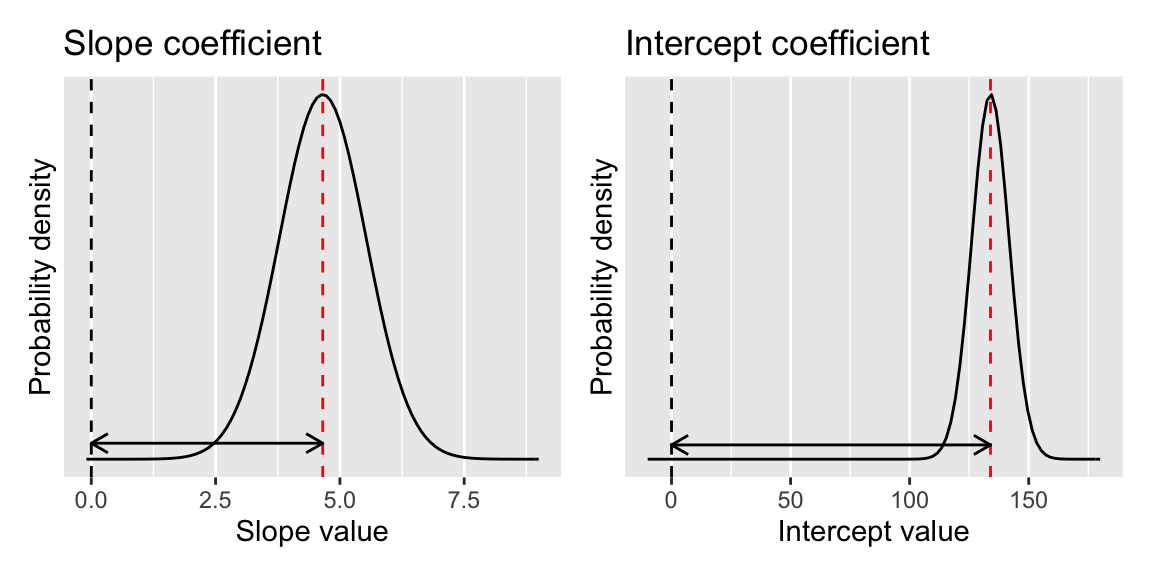 Slope coefficient
Probability density
0.0 2.5 5.0 7.5
Slope value
Intercept coefficient
Probability density
0 50 100 150
Intercept value